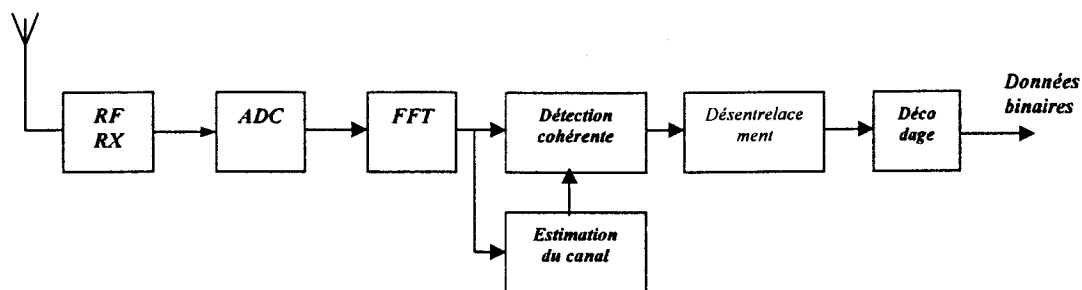 RF
RX
ADC
FFT
Détection
cohérente
Désentrelace
ment
Déco
dage
Données
binaires
Estimation
du canal